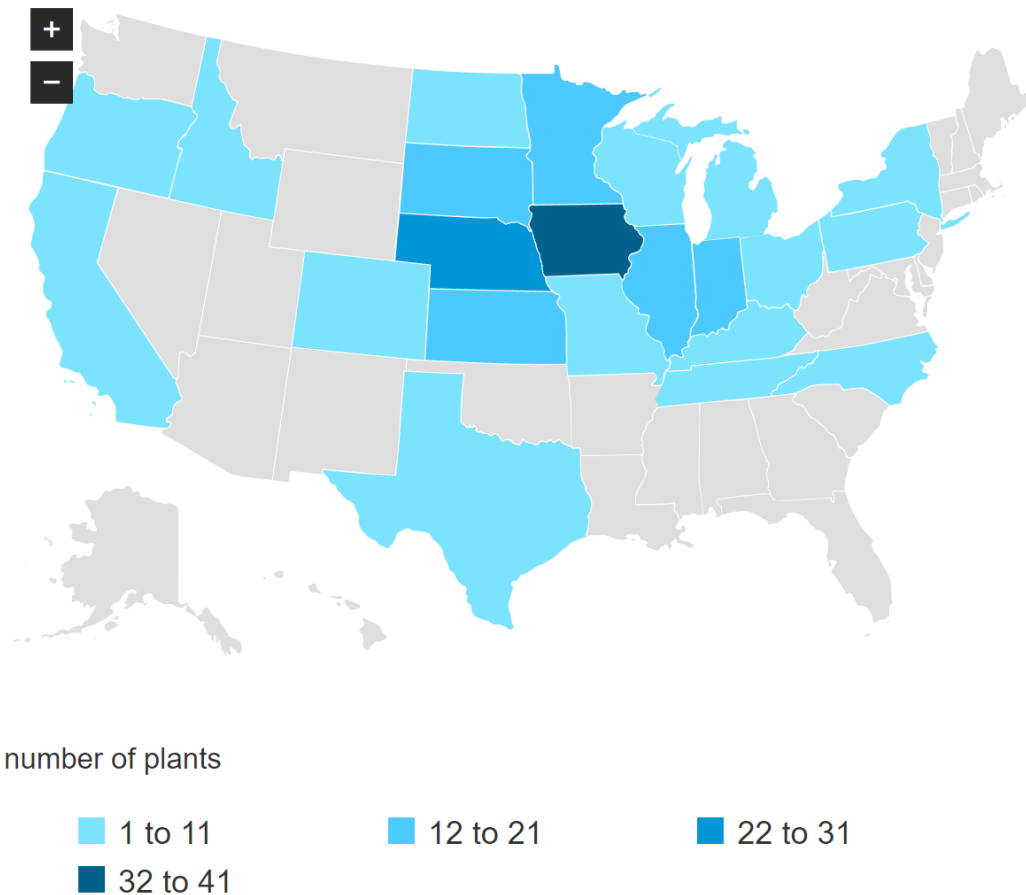 +
−
number of plants
1 to 11 12 to 21 22 to 31
32 to 41